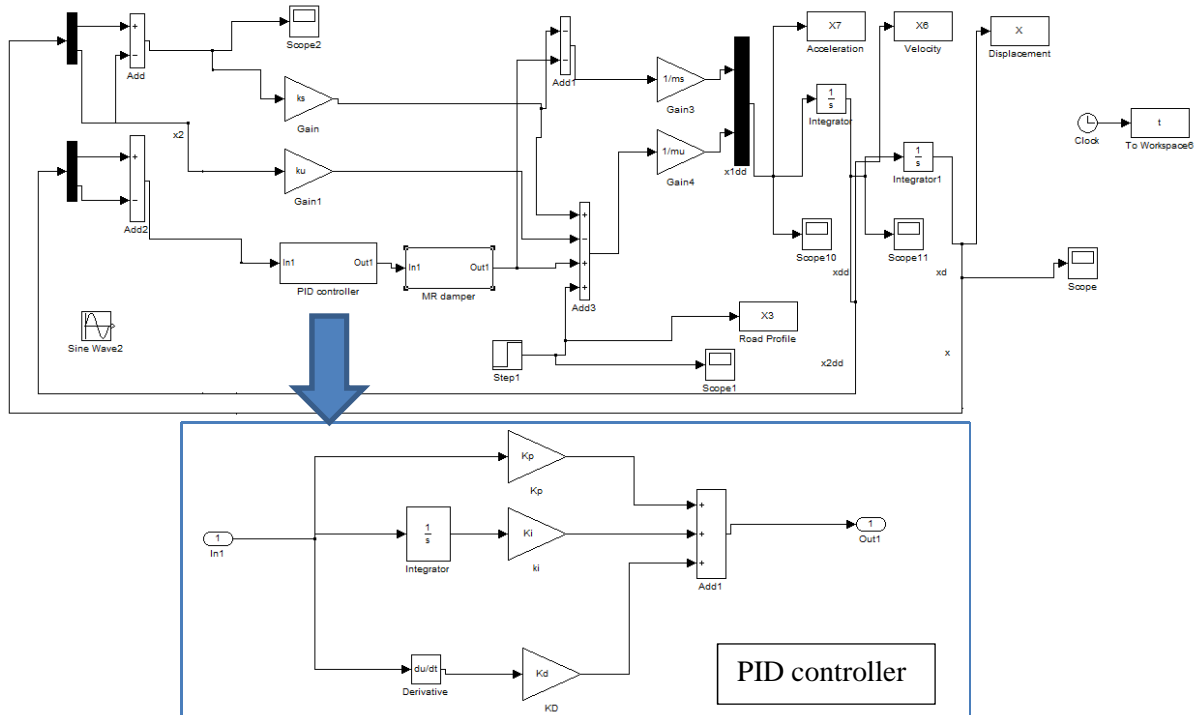 X7
X6
X
Scope2
Acceleration
Velocity
Displacement
Add
Add1
ks
Gain
1/ms
Gain3
1
s
Integrator
Clock
t
To Workspace6
x2
ku
Gain1
1/mu
Gain4
x1dd
1
s
Integrator1
Add2
In1
Out1
PID controller
In1
Out1
MR damper
Add3
Scope10
xdd
Scope11
xd
Scope
Sine Wave2
Step1
X3
Road Profile
Scope1
x2dd
x
Kp
Kp
1
In1
1
s
Integrator
Ki
ki
Add1
1
Out1
du/dt
Derivative
Kd
KD
PID controller